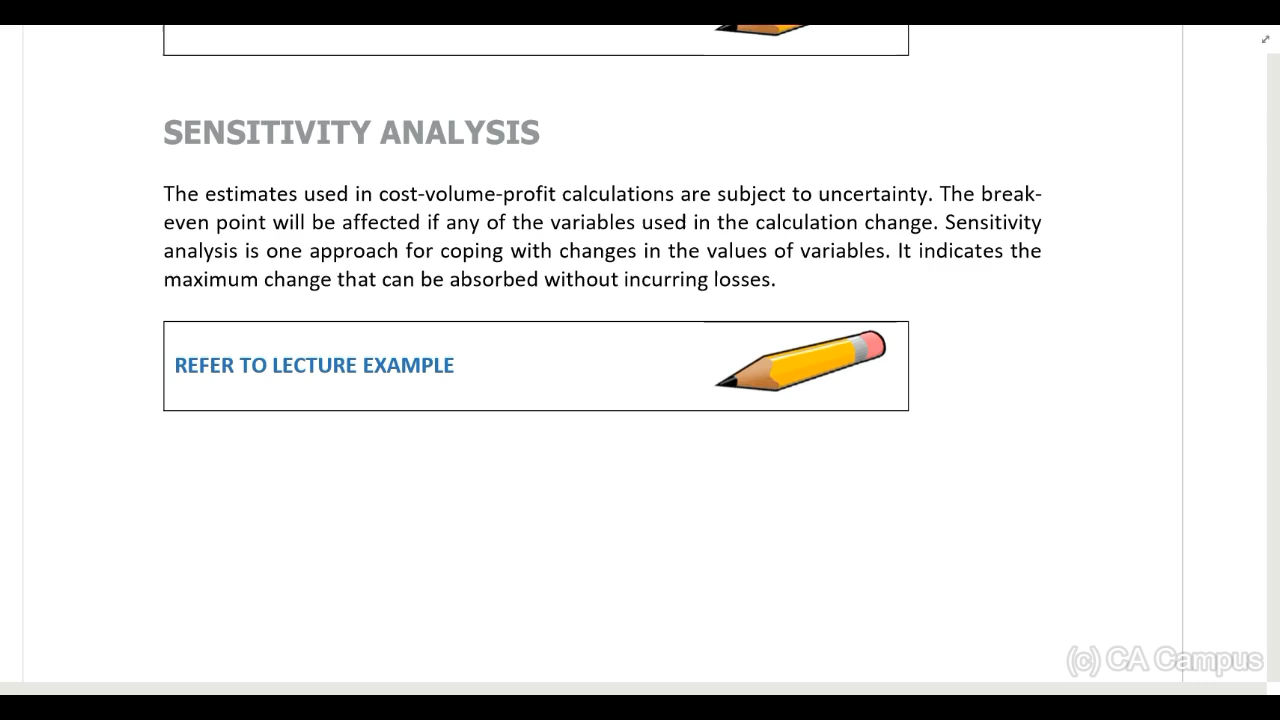 SENSITIVITY ANALYSIS
The estimates used in cost-volume-profit calculations are subject to uncertainty. The break-
even point will be affected if any of the variables used in the calculation change. Sensitivity
analysis is one approach for coping with changes in the values of variables. It indicates the
maximum change that can be absorbed without incurring losses.
REFER TO LECTURE EXAMPLE
(c) CA Campus